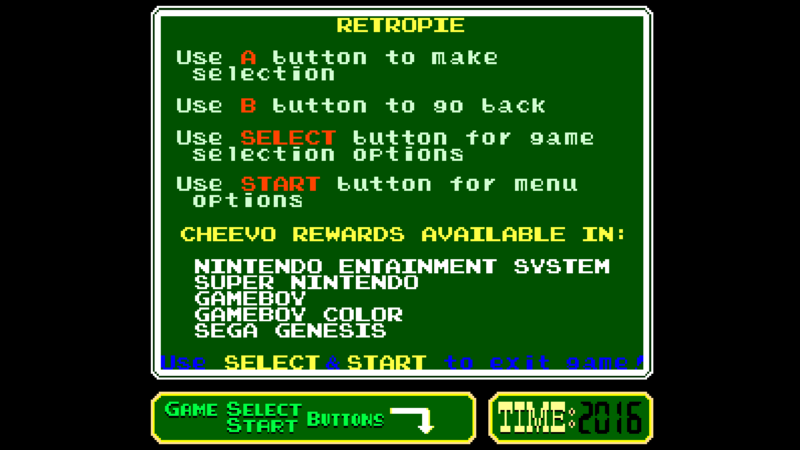 RETROPIE
Use A button to make
selection
Use B button to go back
Use SELECT button for game
selection options
Use START button for menu
options
CHEEVO REWARDS AVAILABLE IN:
NINTENDO ENTAINMENT SYSTEM
SUPER NINTENDO
GAMEBOY
GAMEBOY COLOR
SEGA GENESIS
Use SELECT & START to exit game!
GAME SELECT
START BUTTONS
TIME:2016